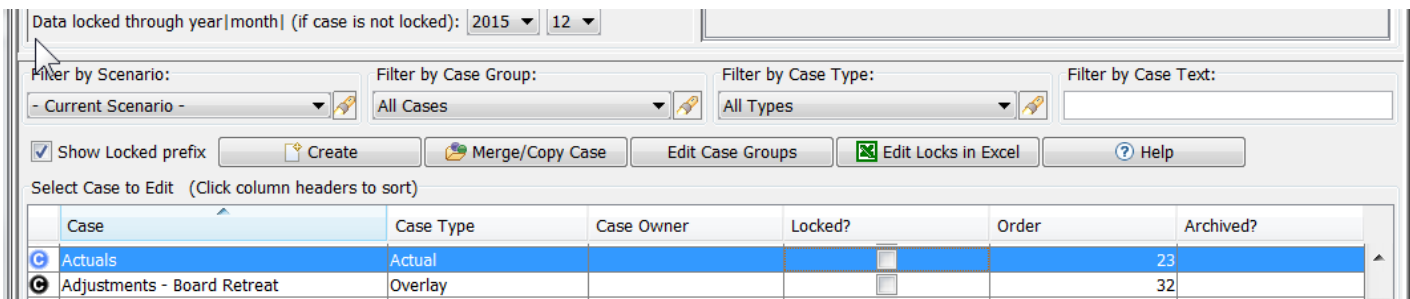 Data locked through year|month| (if case is not locked): 2015 12
Filter by Scenario: Filter by Case Group: Filter by Case Type: Filter by Case Text:
- Current Scenario - All Cases All Types
Show Locked prefix Create Merge/Copy Case Edit Case Groups Edit Locks in Excel ? Help
Select Case to Edit (Click column headers to sort)
Case Case Type Case Owner Locked? Order Archived?
C Actuals Actual 23
C Adjustments - Board Retreat Overlay 32